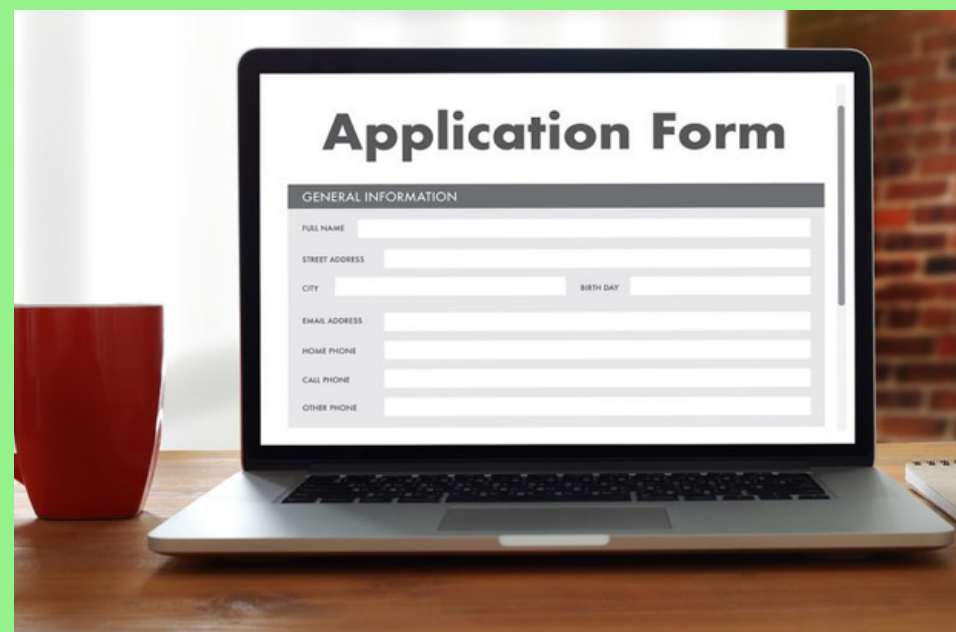 Application Form
GENERAL INFORMATION
FULL NAME
STREET ADDRESS
CITY BIRTH DAY
EMAIL ADDRESS
HOME PHONE
CALL PHONE
OTHER PHONE